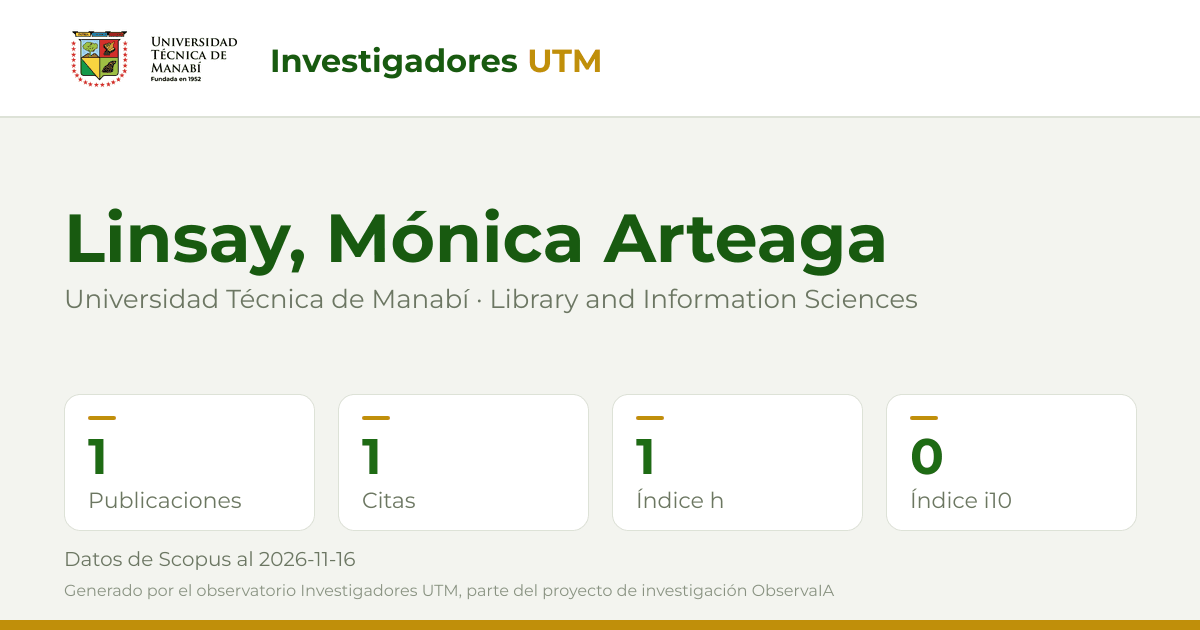 UNIVERSIDAD
TÉCNICA DE
MANABÍ
Fundada en 1952
Investigadores UTM
Linsay, Mónica Arteaga
Universidad Técnica de Manabí · Library and Information Sciences
1
Publicaciones
1
Citas
1
Índice h
0
Índice i10
Datos de Scopus al 2026-11-16
Generado por el observatorio Investigadores UTM, parte del proyecto de investigación ObservaIA